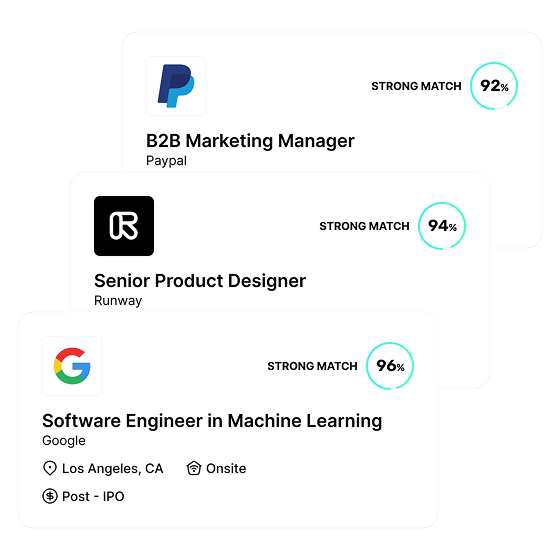 STRONG MATCH 92%
B2B Marketing Manager
Paypal
STRONG MATCH 94%
Senior Product Designer
Runway
STRONG MATCH 96%
Software Engineer in Machine Learning
Google
Los Angeles, CA Onsite
Post - IPO